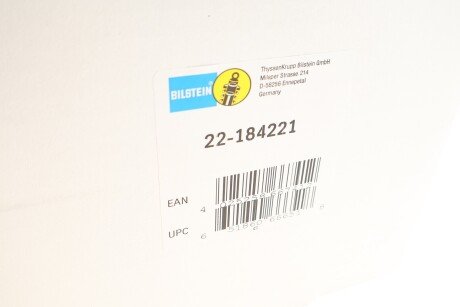 BILSTEIN
ThyssenKrupp Bilstein GmbH
Milsper Strasse 214
D-58256 Ennepetal
Germany
22-184221
EAN
UPC